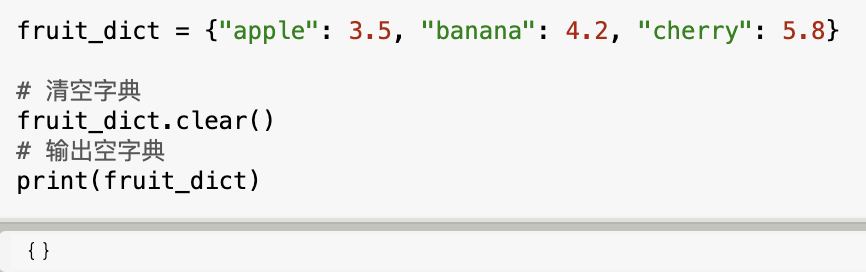 fruit_dict = {"apple": 3.5, "banana": 4.2, "cherry": 5.8}
# 清空字典
fruit_dict.clear()
# 输出空字典
print(fruit_dict)
{}